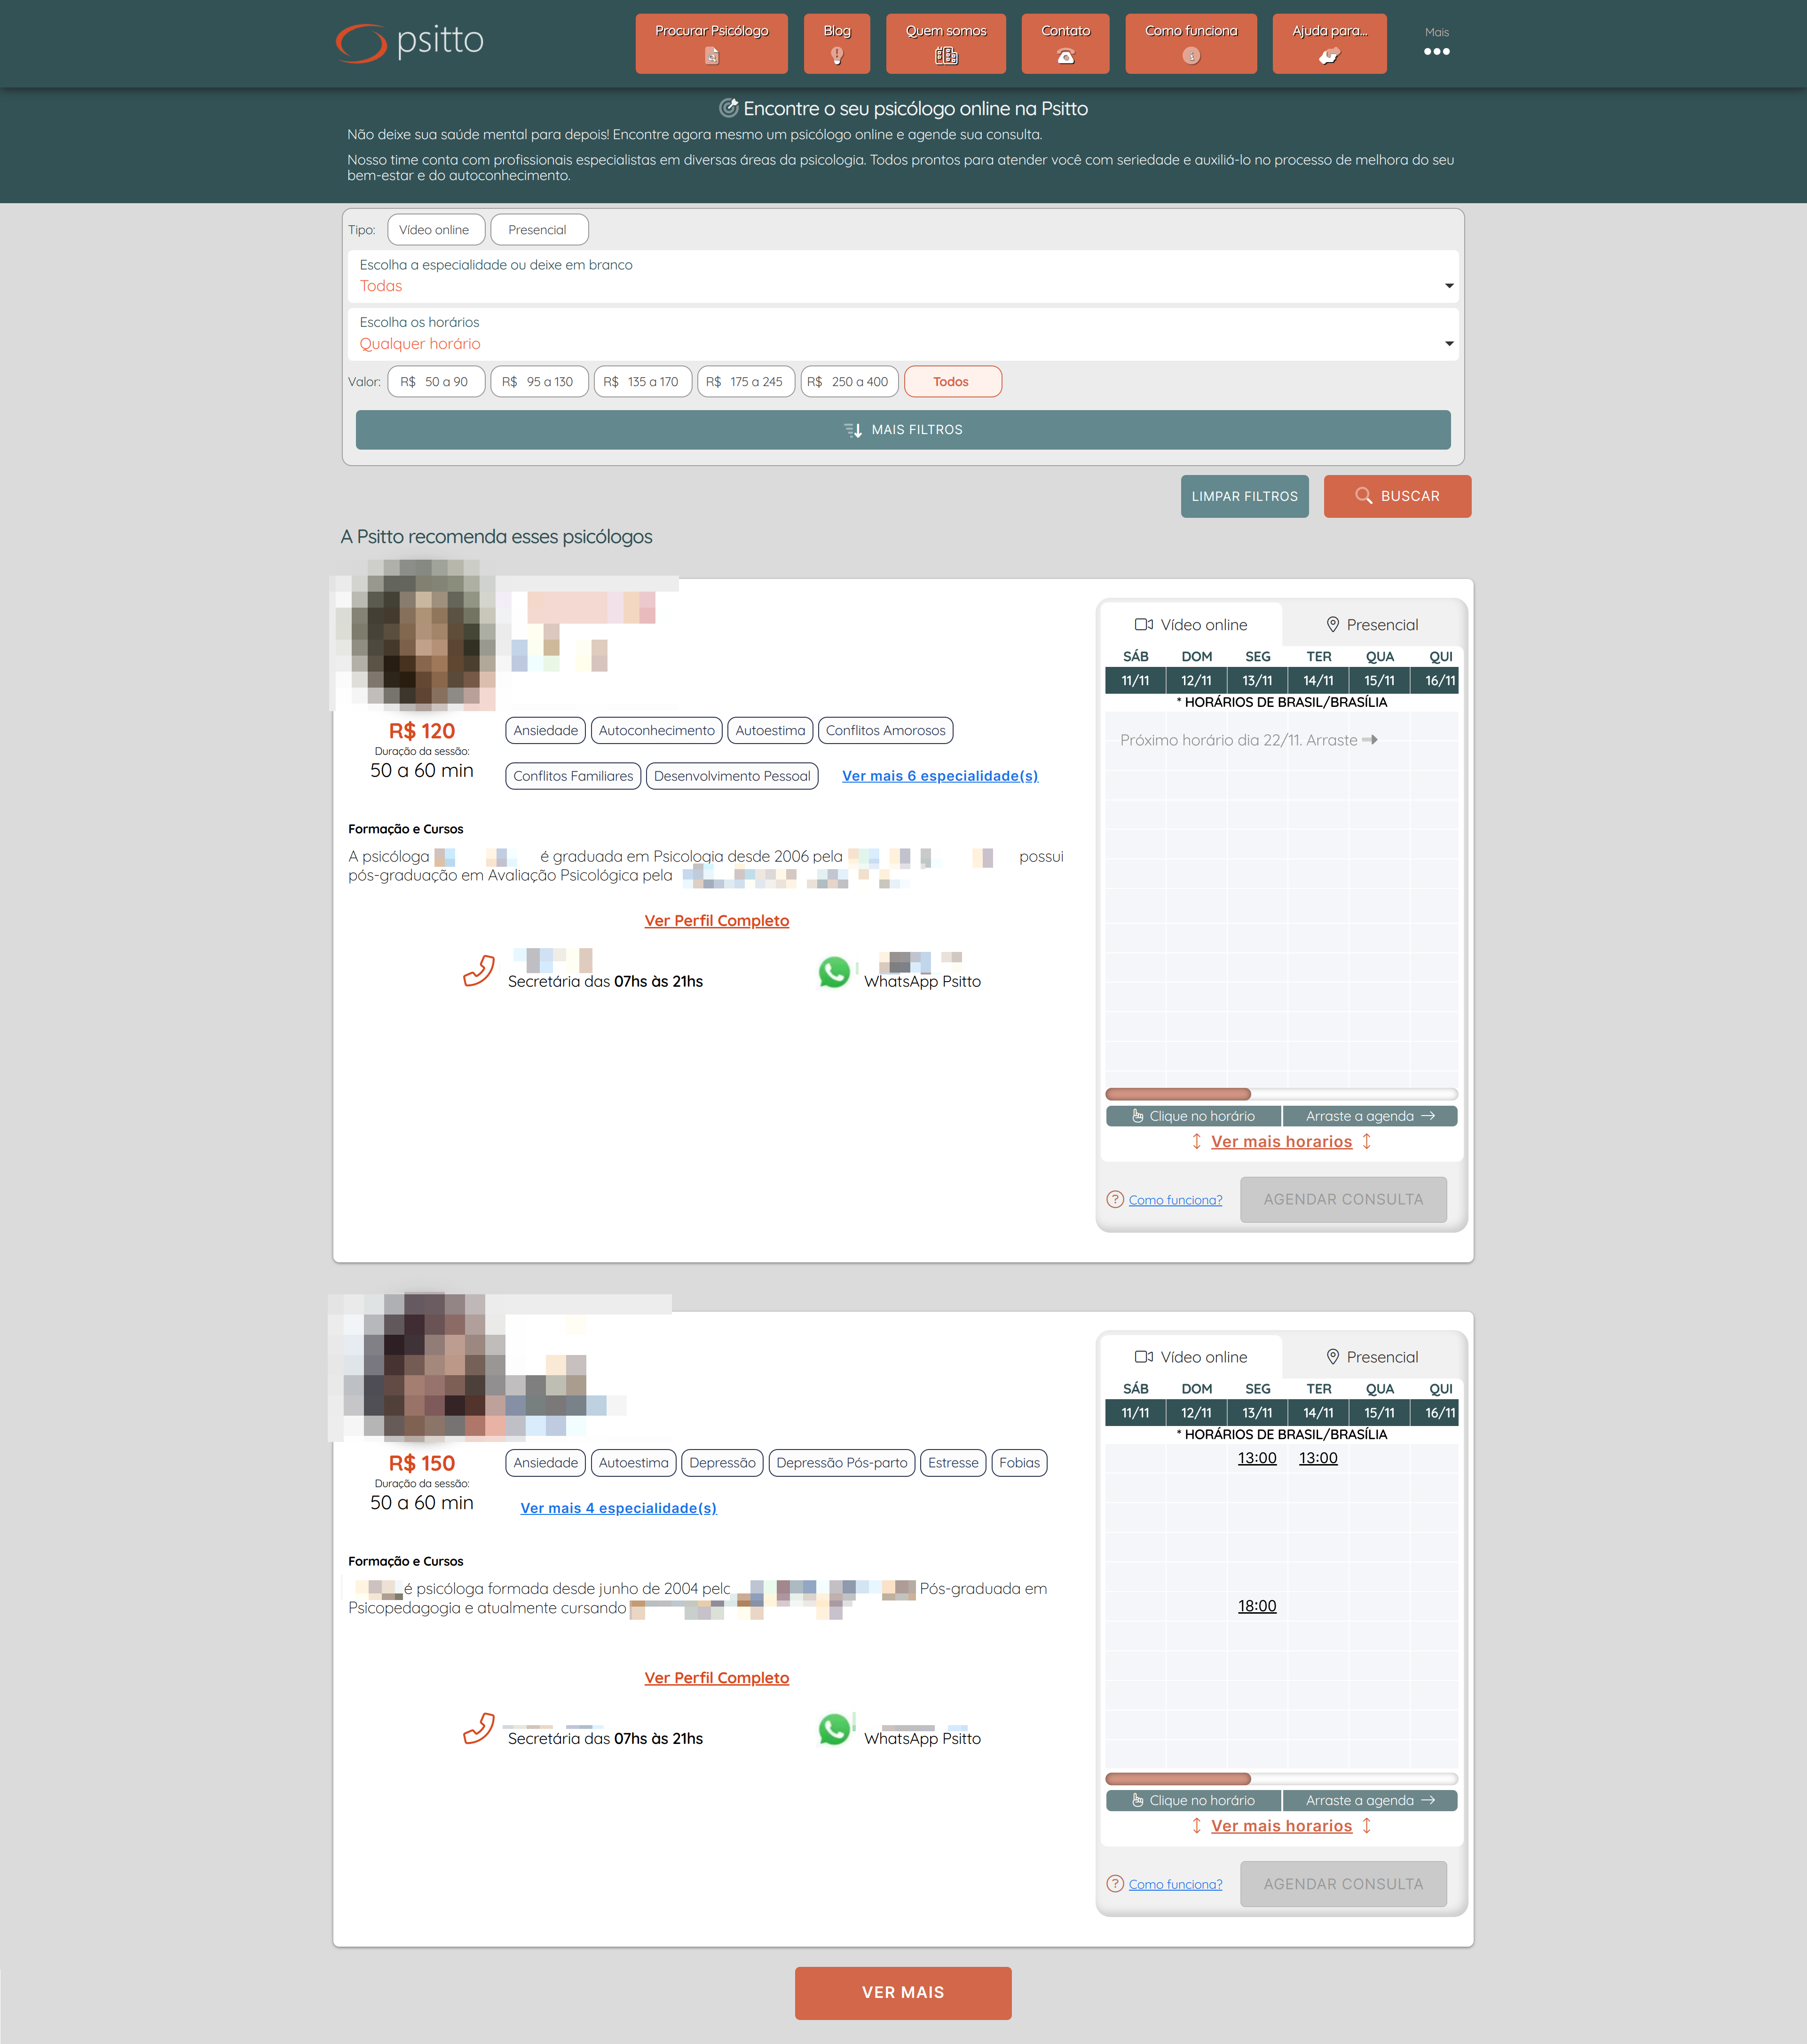 psitto
Procurar Psicólogo
Blog
Quem somos
Contato
Como funciona
Ajuda para...
Mais
Encontre o seu psicólogo online na Psitto
Não deixe sua saúde mental para depois! Encontre agora mesmo um psicólogo online e agende sua consulta.
Nosso time conta com profissionais especialistas em diversas áreas da psicologia. Todos prontos para atender você com seriedade e auxiliá-lo no processo de melhora do seu
bem-estar e do autoconhecimento.
Tipo: Vídeo online Presencial
Escolha a especialidade ou deixe em branco
Todas
Escolha os horários
Qualquer horário
Valor: R$ 50 a 90 R$ 95 a 130 R$ 135 a 170 R$ 175 a 245 R$ 250 a 400 Todos
MAIS FILTROS
LIMPAR FILTROS BUSCAR
A Psitto recomenda esses psicólogos
R$ 120
Duração da sessão:
50 a 60 min
Ansiedade Autoconhecimento Autoestima Conflitos Amorosos
Conflitos Familiares Desenvolvimento Pessoal Ver mais 6 especialidade(s)
Formação e Cursos
A psicóloga é graduada em Psicologia desde 2006 pela possui
pós-graduação em Avaliação Psicológica pela
Ver Perfil Completo
Secretária das 07hs às 21hs
WhatsApp Psitto
Vídeo online Presencial
SÁB DOM SEG TER QUA QUI
11/11 12/11 13/11 14/11 15/11 16/11
* HORÁRIOS DE BRASIL/BRASÍLIA
Próximo horário dia 22/11. Arraste
Clique no horário Arraste a agenda
Ver mais horarios
Como funciona? AGENDAR CONSULTA
R$ 150
Duração da sessão:
50 a 60 min
Ansiedade Autoestima Depressão Depressão Pós-parto Estresse Fobias
Ver mais 4 especialidade(s)
Formação e Cursos
é psicóloga formada desde junho de 2004 Pós-graduada em
Psicopedagogia e atualmente cursando
Ver Perfil Completo
Secretária das 07hs às 21hs
WhatsApp Psitto
Vídeo online Presencial
SÁB DOM SEG TER QUA QUI
11/11 12/11 13/11 14/11 15/11 16/11
* HORÁRIOS DE BRASIL/BRASÍLIA
13:00 13:00
18:00
Clique no horário Arraste a agenda
Ver mais horarios
Como funciona? AGENDAR CONSULTA
VER MAIS